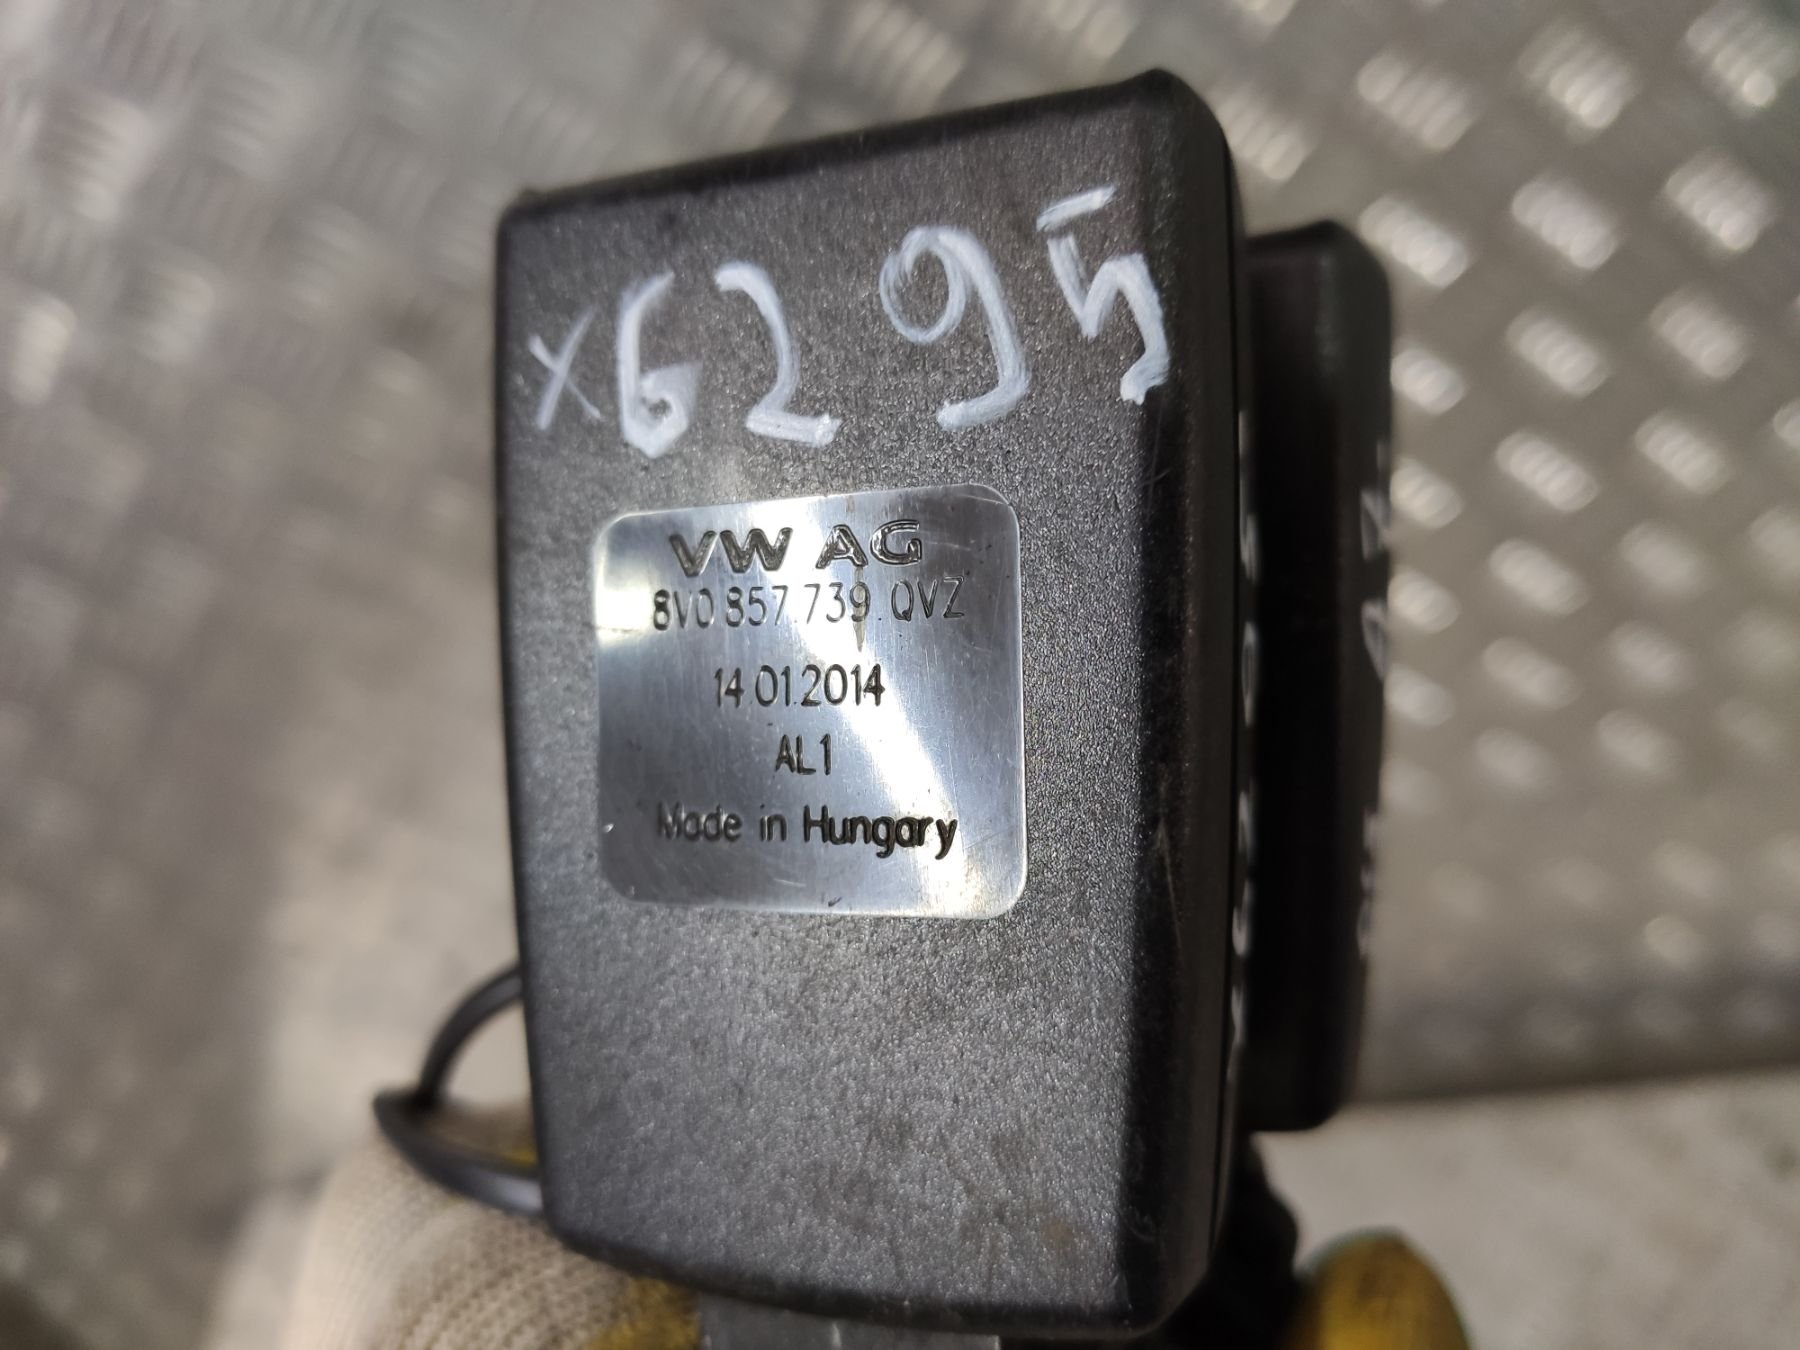 x6295
VW AG
8V0 857 739 QVZ
14.01.2014
AL1
Made in Hungary